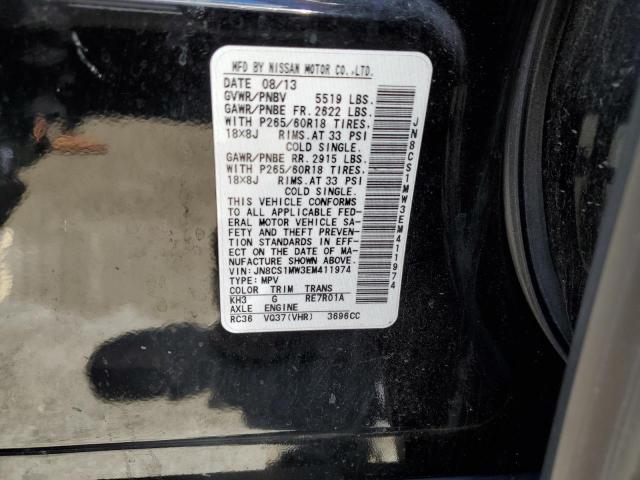 MFD BY NISSAN MOTOR CO.,LTD.
DATE 08/13
GVWR/PNBV 5519 LBS.
GAWR/PNBE FR. 2622 LBS.
WITH P265/60R18 TIRES,
18X8J RIMS.AT 33 PSI
COLD SINGLE.
GAWR/PNBE RR. 2915 LBS.
WITH P265/60R18 TIRES,
18X8J RIMS.AT 33 PSI
COLD SINGLE.
THIS VEHICLE CONFORMS
TO ALL APPLICABLE FED-
ERAL MOTOR VEHICLE SA-
FETY AND THEFT PREVEN-
TION STANDARDS IN EFF-
ECT ON THE DATE OF MA-
NUFACTURE SHOWN ABOVE.
VIN: JN8CS1MW3EM411974
TYPE: MPV
COLOR TRIM TRANS
KH3 G RE7R01A
AXLE ENGINE
RC36 VQ37(VHR) 3696CC
JN8CS1MW3EM411974